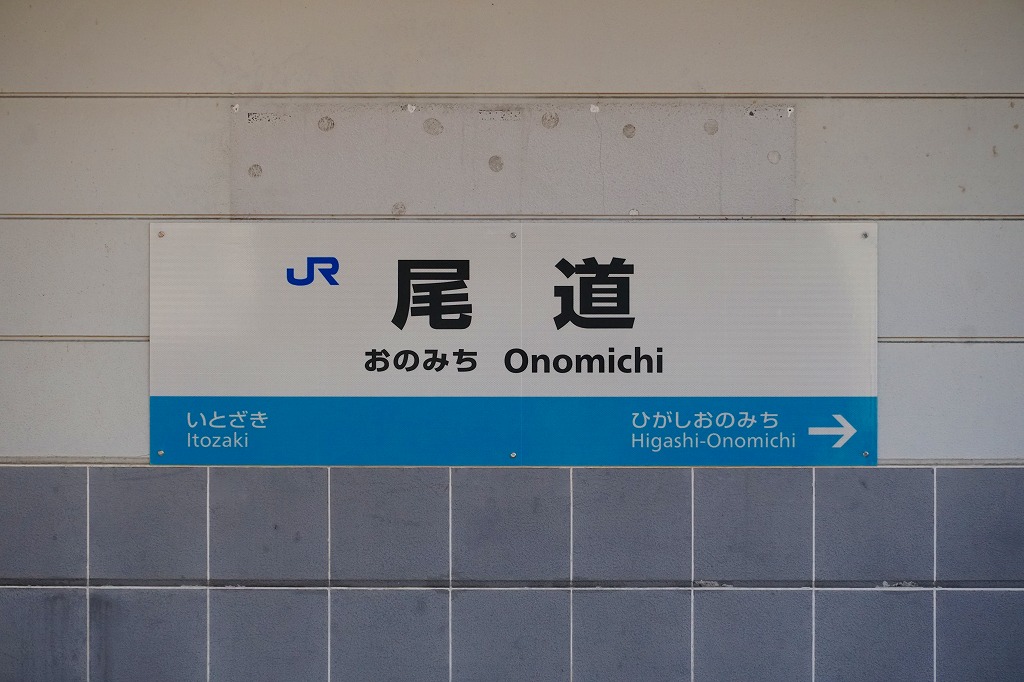 JR 尾道
おのみち Onomichi
いとざき ひがしおのみち
Itozaki Higashi-Onomichi